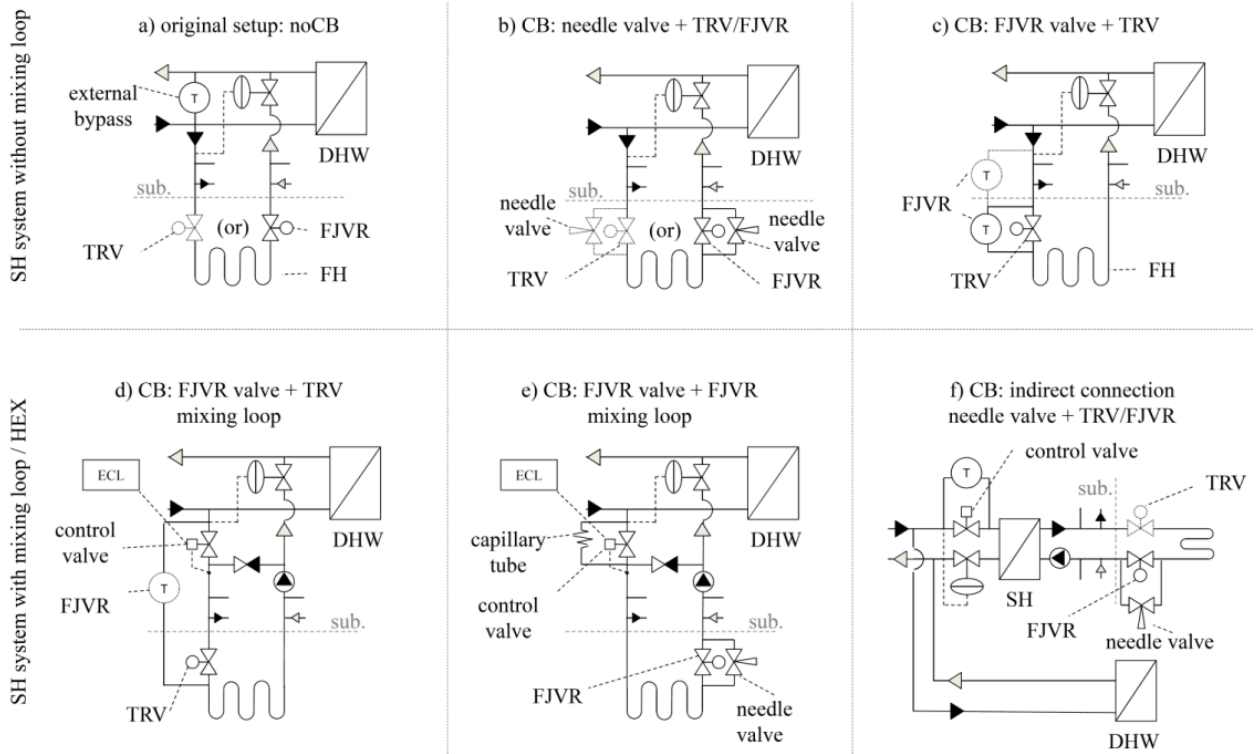 SH system without mixing loop
a) original setup: noCB
T
external
bypass
DHW
sub.
(or)
TRV
FJVR
FH
b) CB: needle valve + TRV/FJVR
DHW
sub.
needle
valve
(or)
needle
valve
TRV
FJVR
c) CB: FJVR valve + TRV
DHW
T
sub.
FJVR
T
TRV
FH
SH system with mixing loop / HEX
d) CB: FJVR valve + TRV
mixing loop
ECL
control
valve
DHW
T
FJVR
sub.
TRV
e) CB: FJVR valve + FJVR
mixing loop
ECL
capillary
tube
DHW
control
valve
sub.
FJVR
needle
valve
f) CB: indirect connection
needle valve + TRV/FJVR
control valve
T
sub.
TRV
SH
FJVR
needle valve
DHW